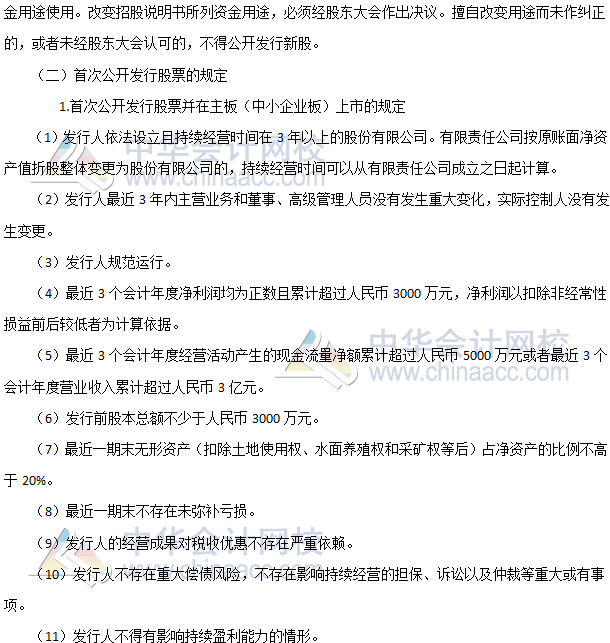 金用途使用。改变招股说明书所列资金用途，必须经股东大会作出决议。擅自改变用途而未作纠正
的，或者未经股东大会认可的，不得公开发行新股。
（二）首次公开发行股票的规定
1.首次公开发行股票并在主板（中小企业板）上市的规定
（1）发行人依法设立且持续经营时间在 3 年以上的股份有限公司。有限责任公司按原账面净资
产值折股整体变更为股份有限公司的，持续经营时间可以从有限责任公司成立之日起计算。
（2）发行人最近 3 年内主营业务和董事、高级管理人员没有发生重大变化，实际控制人没有发
生变更。
（3）发行人规范运行。
（4）最近 3 个会计年度净利润均为正数且累计超过人民币 3000 万元，净利润以扣除非经常性
损益前后较低者为计算依据。
（5）最近 3 个会计年度经营活动产生的现金流量净额累计超过人民币 5000 万元或者最近 3 个
会计年度营业收入累计超过人民币 3 亿元。
（6）发行前股本总额不少于人民币 3000 万元。
（7）最近一期末无形资产（扣除土地使用权、水面养殖权和采矿权等后）占净资产的比例不高
于 20%。
（8）最近一期末不存在未弥补亏损。
（9）发行人的经营成果对税收优惠不存在严重依赖。
（10）发行人不存在重大偿债风险，不存在影响持续经营的担保、诉讼以及仲裁等重大或有事
项。
（11）发行人不得有影响持续盈利能力的情形。
中华会计网校
www.chinaacc.com
中华会计网校
www.chinaacc.com
中华会计网校
www.chinaacc.com